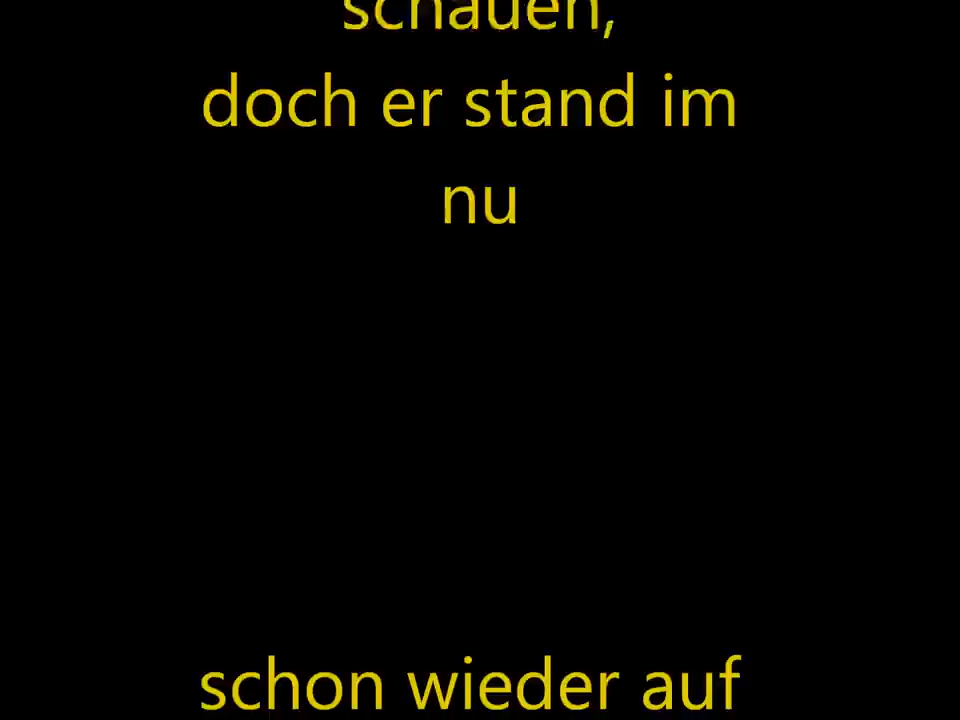 schauen,
doch er stand im
nu
schon wieder auf